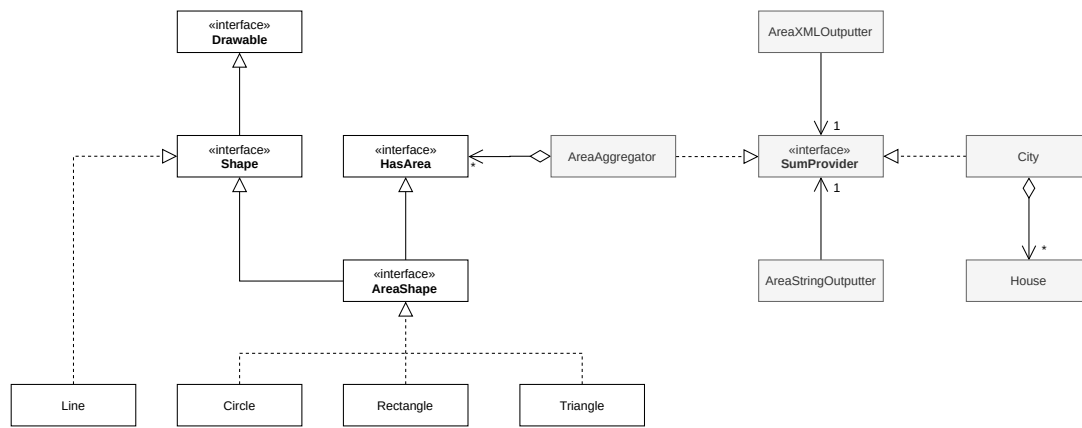 «interface»
Drawable
AreaXMLOutputter
1
«interface»
Shape
«interface»
HasArea
*
AreaAggregator
«interface»
SumProvider
City
1
*
«interface»
AreaShape
AreaStringOutputter
House
Line
Circle
Rectangle
Triangle